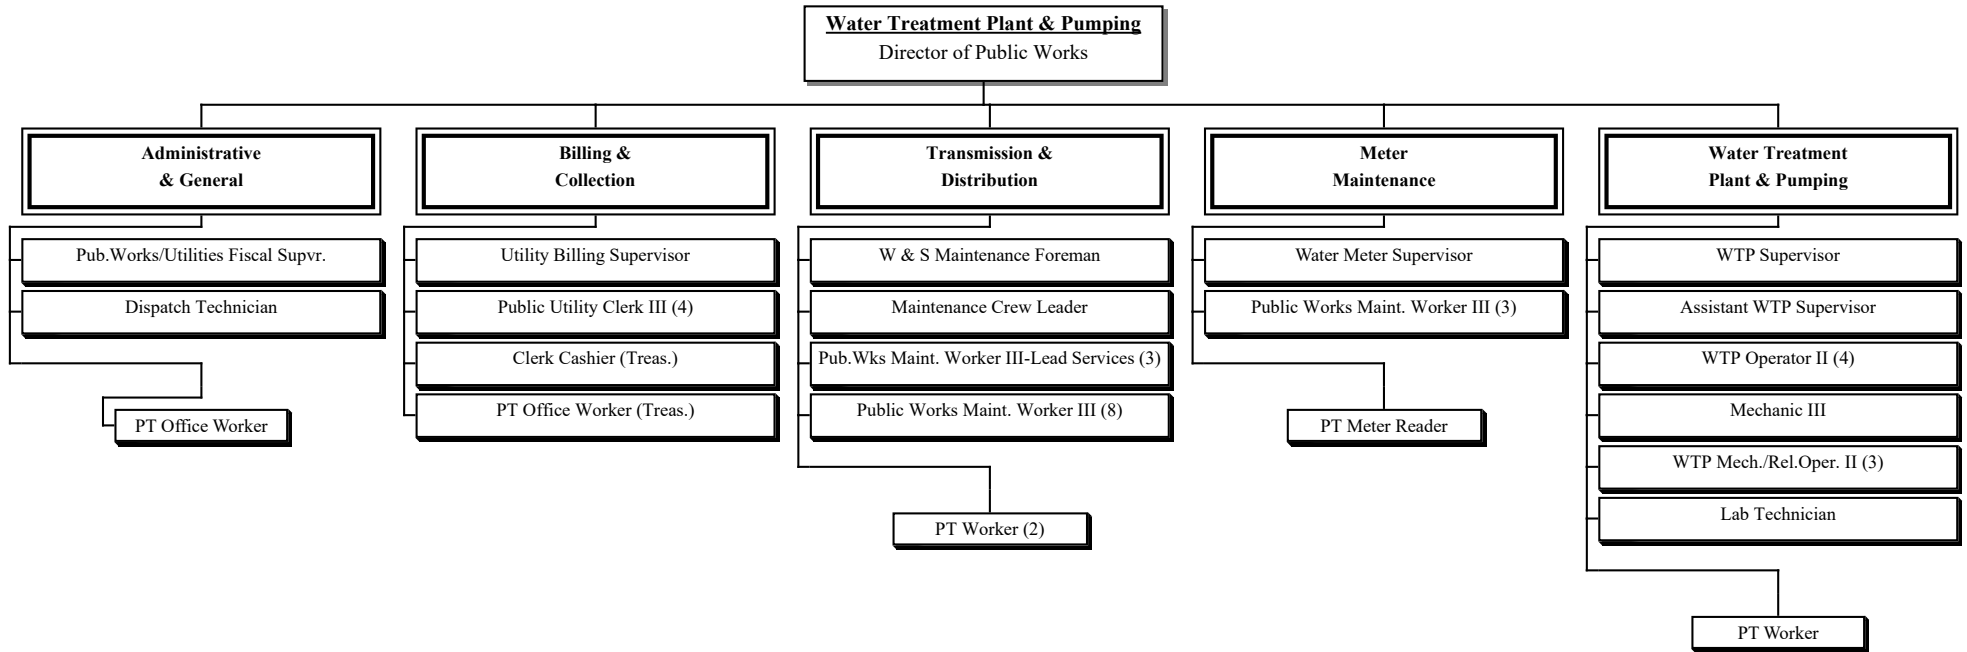 Water Treatment Plant & Pumping
Director of Public Works
Administrative
& General
Pub.Works/Utilities Fiscal Supvr.
Dispatch Technician
PT Office Worker
Billing &
Collection
Utility Billing Supervisor
Public Utility Clerk III (4)
Clerk Cashier (Treas.)
PT Office Worker (Treas.)
Transmission &
Distribution
W & S Maintenance Foreman
Maintenance Crew Leader
Pub.Wks Maint. Worker III-Lead Services (3)
Public Works Maint. Worker III (8)
PT Worker (2)
Meter
Maintenance
Water Meter Supervisor
Public Works Maint. Worker III (3)
PT Meter Reader
Water Treatment
Plant & Pumping
WTP Supervisor
Assistant WTP Supervisor
WTP Operator II (4)
Mechanic III
WTP Mech./Rel.Oper. II (3)
Lab Technician
PT Worker